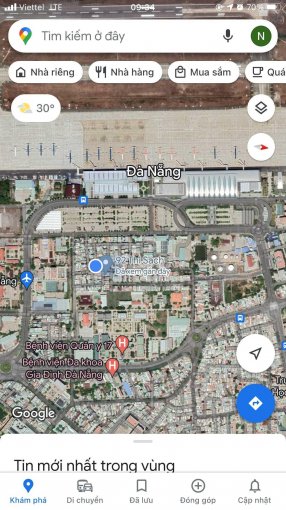 Viettel LTE
09:34
70%
Tìm kiếm ở đây
N
Nhà riêng
Nhà hàng
Mua sắm
Quá
30°
Đà Nẵng
Đã xem gần đây
Bệnh viện Quân y 17
H
Bệnh viện Đa khoa
Gia Đình Đà Nẵng
H
Google
Tin mới nhất trong vùng
Khám phá
Di chuyển
Đã lưu
Đóng góp
Cập nhật